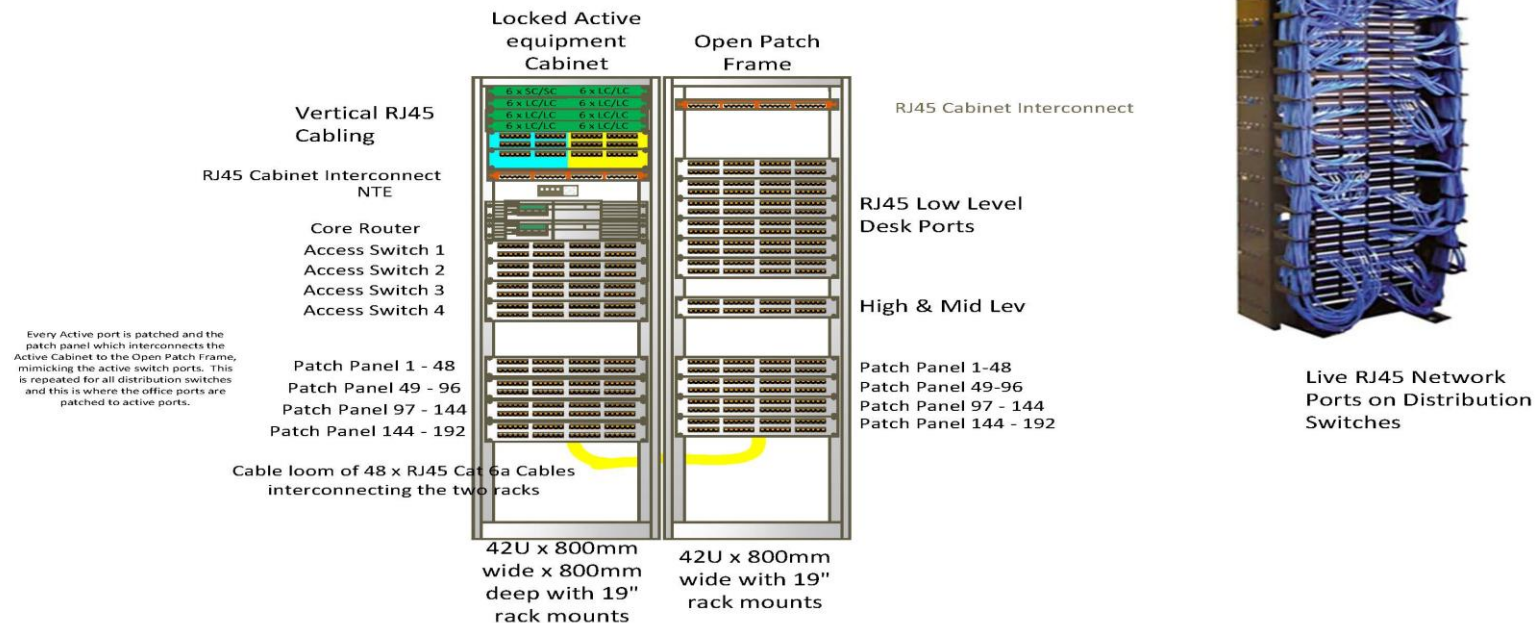 Locked Active
equipment
Cabinet
Open Patch
Frame
6 x SC/SC 6 x LC/LC
6 x LC/LC 6 x LC/LC
6 x LC/LC 6 x LC/LC
6 x LC/LC 6 x LC/LC
Vertical RJ45
Cabling
RJ45 Cabinet Interconnect
RJ45 Cabinet Interconnect
NTE
Core Router
Access Switch 1
Access Switch 2
Access Switch 3
Access Switch 4
RJ45 Low Level
Desk Ports
High & Mid Lev
Every Active port is patched and the
patch panel which interconnects the
Active Cabinet to the Open Patch Frame,
mimicking the active switch ports. This
is repeated for all distribution switches
and this is where the office ports are
patched to active ports.
Patch Panel 1 - 48
Patch Panel 49 - 96
Patch Panel 97 - 144
Patch Panel 144 - 192
Patch Panel 1-48
Patch Panel 49-96
Patch Panel 97 - 144
Patch Panel 144 - 192
Live RJ45 Network
Ports on Distribution
Switches
Cable loom of 48 x RJ45 Cat 6a Cables
interconnecting the two racks
42U x 800mm
wide x 800mm
deep with 19"
rack mounts
42U x 800mm
wide with 19"
rack mounts